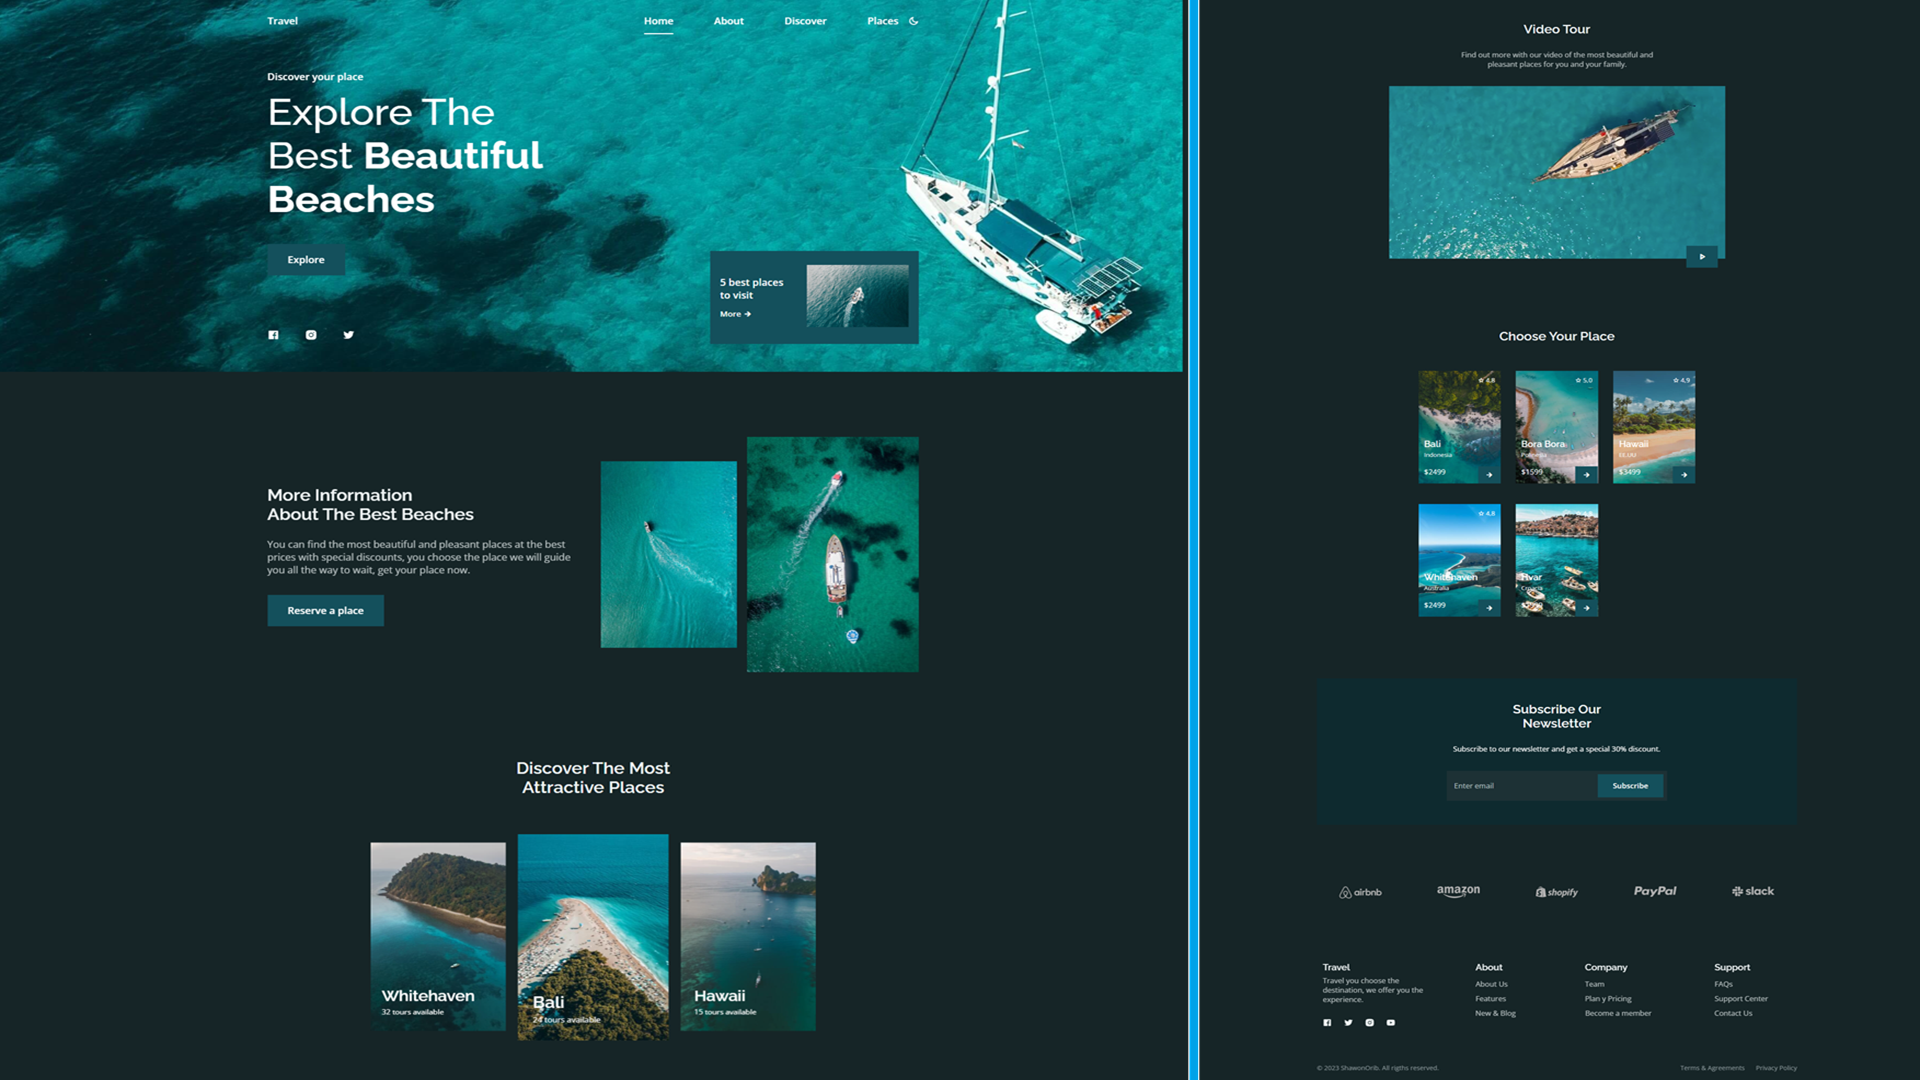 Travel
Home
About
Discover
Places
Discover your place
Explore The
Best Beautiful
Beaches
Explore
5 best places
to visit
More
More Information
About The Best Beaches
You can find the most beautiful and pleasant places at the best
prices with special discounts, you choose the place we will guide
you all the way to wait, get your place now.
Reserve a place
Discover The Most
Attractive Places
Whitehaven
32 tours available
Bali
24 tours available
Hawaii
15 tours available
Video Tour
Find out more with our video of the most beautiful and
pleasant places for you and your family.
Choose Your Place
4,8
Bali
Indonesia
$2499
5,0
Bora Bora
Polinesia
$1599
4,9
Hawaii
EE.UU
$3499
4,8
Whitehaven
Australia
$2499
Hvar
Subscribe Our
Newsletter
Subscribe to our newsletter and get a special 30% discount.
Enter email
Subscribe
airbnb
amazon
shopify
PayPal
slack
Travel
Travel you choose the
destination, we offer you the
experience.
About
About Us
Features
New & Blog
Company
Team
Plan y Pricing
Become a member
Support
FAQs
Support Center
Contact Us
© 2023 ShawonOrib. All rigths reserved.
Terms & Agreements
Privacy Policy